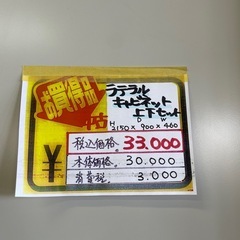 お買得品
ラテラル
キャビネット
上下セット
中古
H D W
2150 × 900 × 460
¥
税込価格 33.000
本体価格 30.000
消費税 3.000